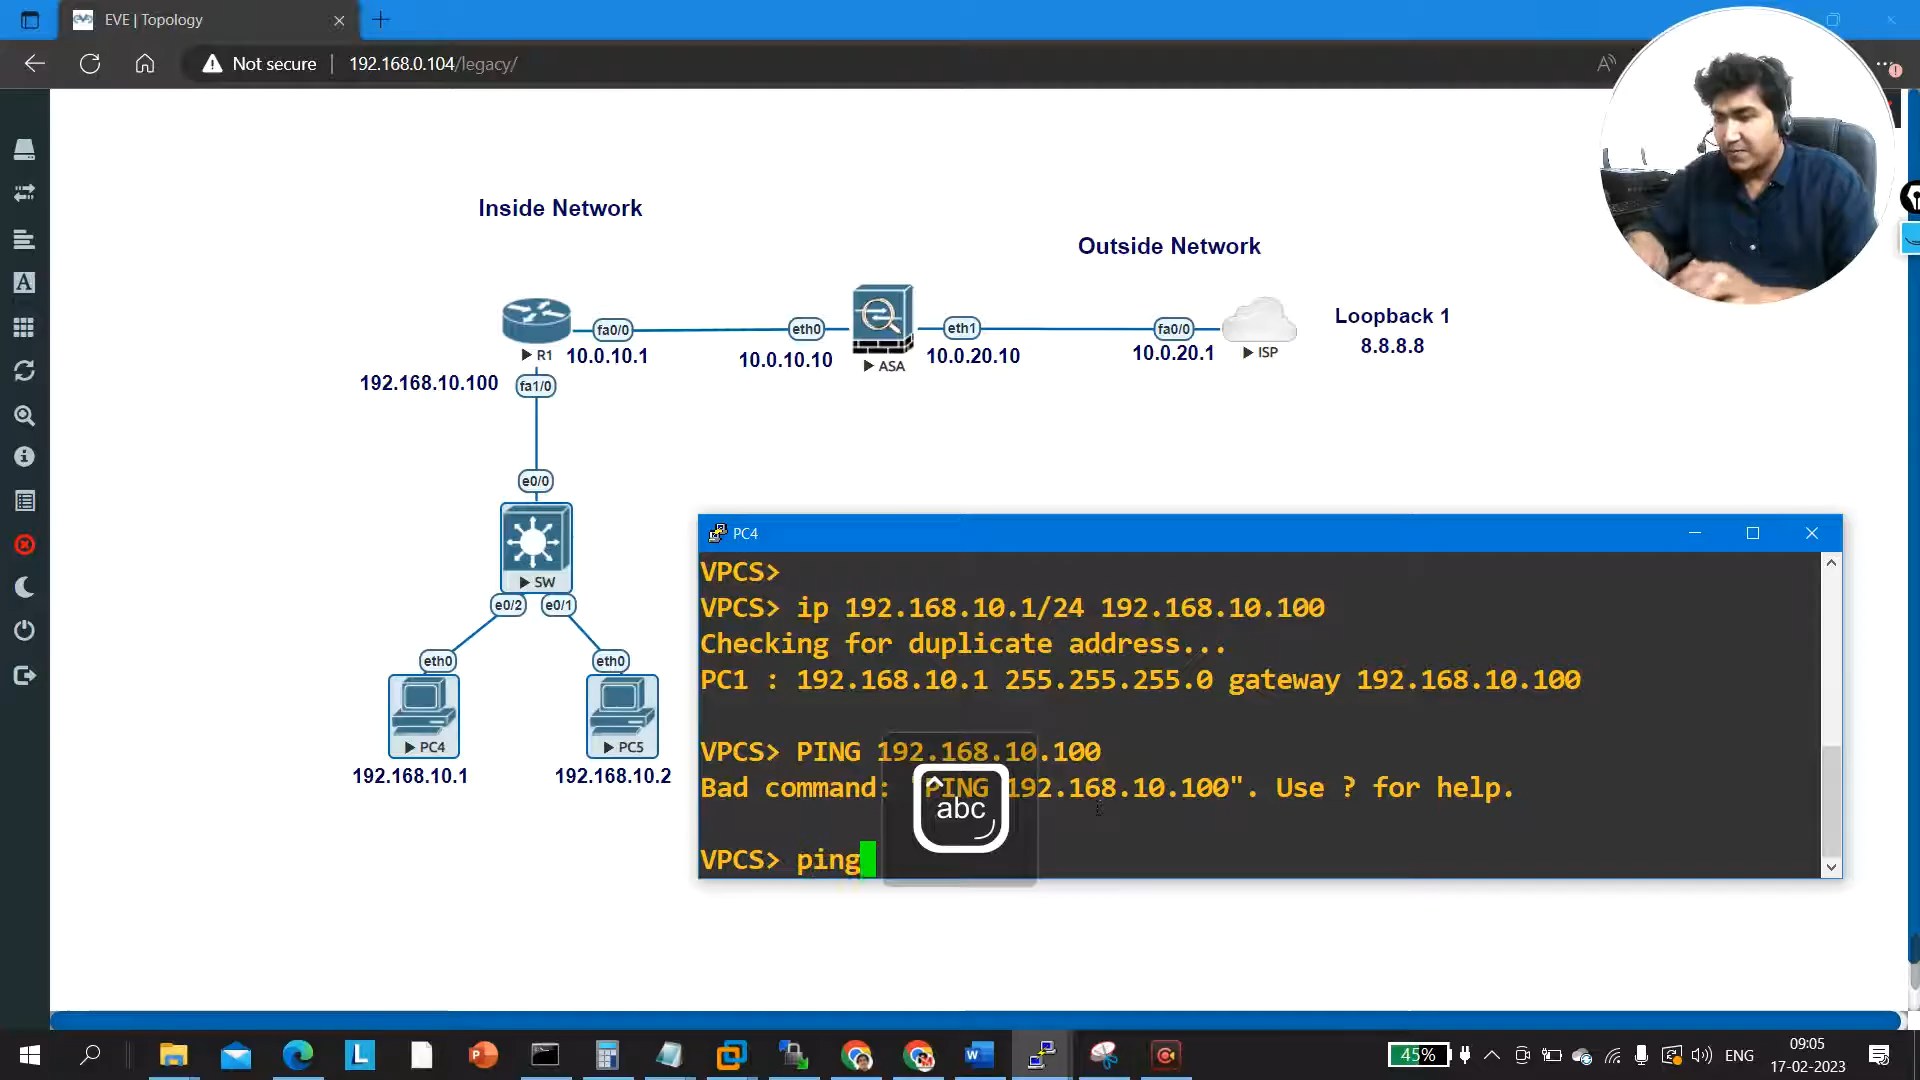 EVE | Topology
Not secure
192.168.0.104/legacy/
Inside Network
Outside Network
Loopback 1
8.8.8.8
fa0/0
eth0
eth1
fa0/0
R1
10.0.10.1
10.0.10.10
ASA
10.0.20.10
10.0.20.1
ISP
192.168.10.100
fa1/0
e0/0
SW
e0/2
e0/1
eth0
eth0
PC4
PC5
192.168.10.1
192.168.10.2
PC4
VPCS>
VPCS> ip 192.168.10.1/24 192.168.10.100
Checking for duplicate address...
PC1 : 192.168.10.1 255.255.255.0 gateway 192.168.10.100
VPCS> PING 192.168.10.100
Bad command: "PING 192.168.10.100". Use ? for help.
VPCS> ping
abc
45%
ENG
09:05
17-02-2023